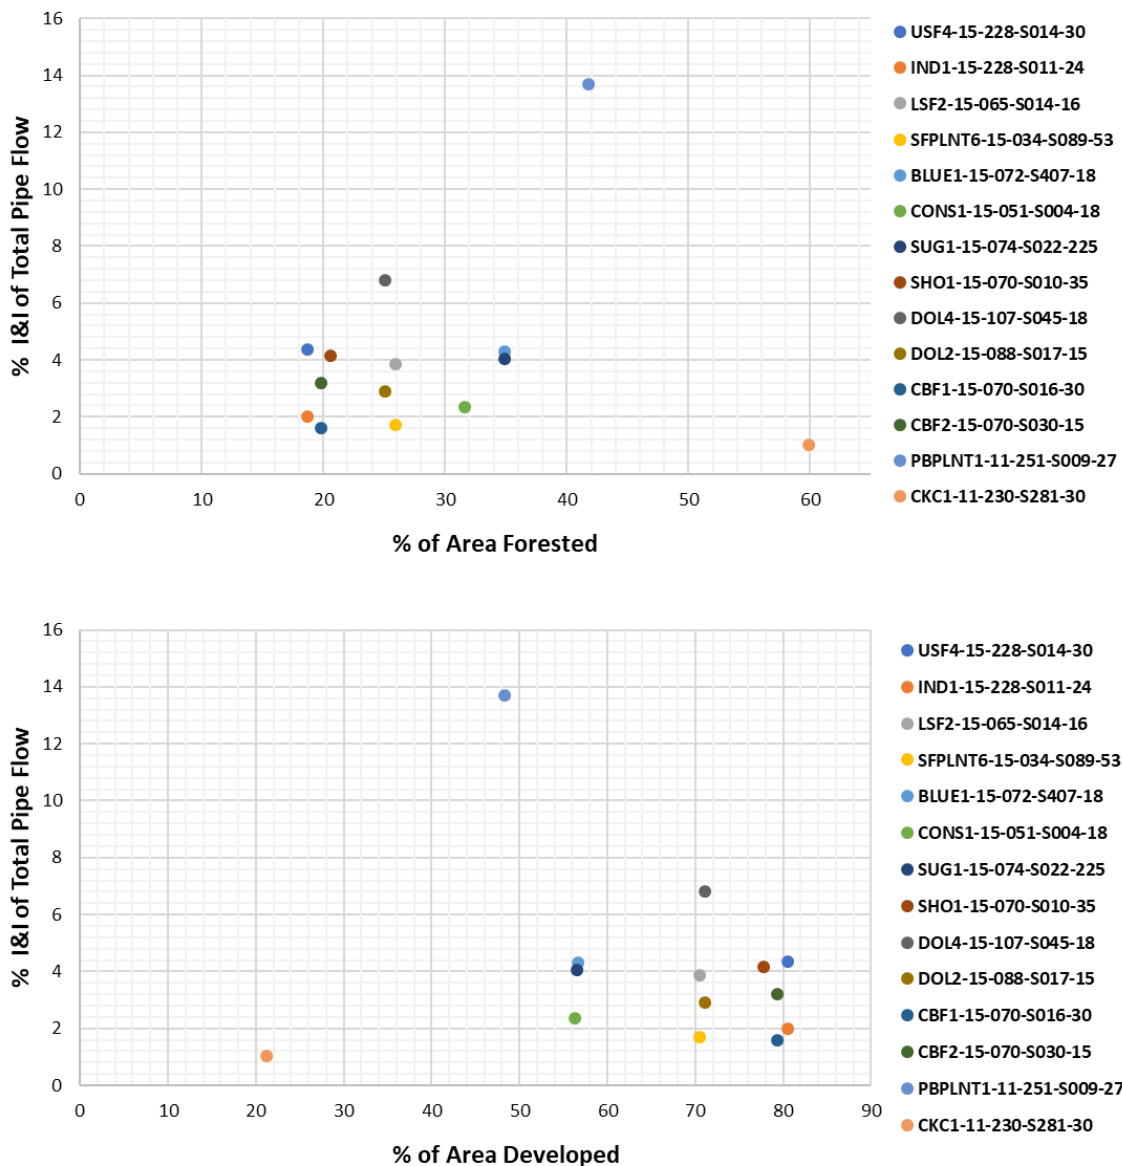 16
14
12
10
8
6
4
2
0
% I&I of Total Pipe Flow
0 10 20 30 40 50 60
% of Area Forested
USF4-15-228-S014-30
IND1-15-228-S011-24
LSF2-15-065-S014-16
SFPLNT6-15-034-S089-53
BLUE1-15-072-S407-18
CONS1-15-051-S004-18
SUG1-15-074-S022-225
SHO1-15-070-S010-35
DOL4-15-107-S045-18
DOL2-15-088-S017-15
CBF1-15-070-S016-30
CBF2-15-070-S030-15
PBPLNT1-11-251-S009-27
CKC1-11-230-S281-30
16
14
12
10
8
6
4
2
0
% I&I of Total Pipe Flow
0 10 20 30 40 50 60 70 80 90
% of Area Developed
USF4-15-228-S014-30
IND1-15-228-S011-24
LSF2-15-065-S014-16
SFPLNT6-15-034-S089-53
BLUE1-15-072-S407-18
CONS1-15-051-S004-18
SUG1-15-074-S022-225
SHO1-15-070-S010-35
DOL4-15-107-S045-18
DOL2-15-088-S017-15
CBF1-15-070-S016-30
CBF2-15-070-S030-15
PBPLNT1-11-251-S009-27
CKC1-11-230-S281-30